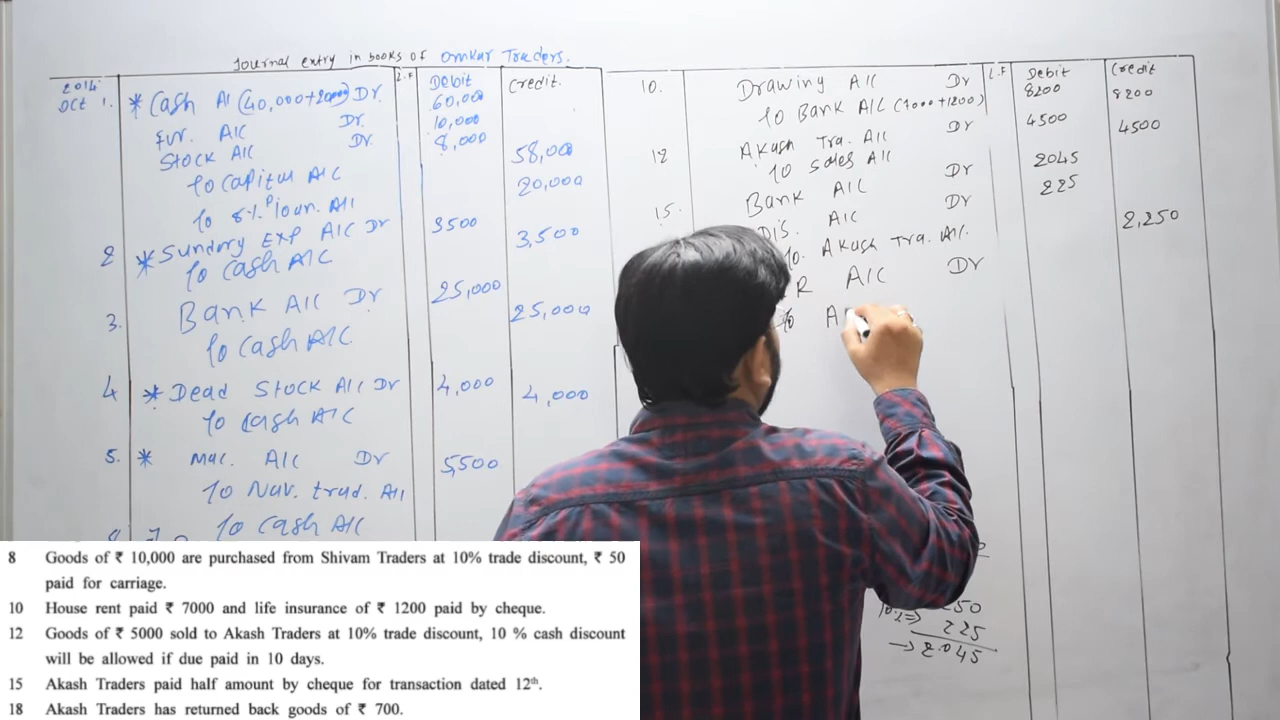 Journal entry in books of Omkar Traders.
2014
Oct 1. * Cash A/C (40,000+20000) Dr. L.F Debit Credit.
60,000
Fur. A/C Dr. 10,000
Stock A/C Dr. 8,000
To Capital A/C 58,000
To 8% loan. A/C 20,000
2 * Sundory Exp A/C Dr 3500
To Cash A/C 3,500
3. Bank A/C Dr 25,000
To Cash A/C. 25,000
4 * Dead Stock A/C Dr 4,000
To Cash A/C 4,000
5. * Mac. A/C Dr 5,500
To Nav. trad. A/C
To Cash A/C
10. Drawing A/C Dr L.F Debit Credit
8200
To Bank A/C (7000+1200) 8200
12 Akash Tra. A/C Dr 4500
To Sales A/C 4500
15. Bank A/C Dr 2045
Dis. A/C Dr 225
To. Akash Tra. A/C. 2,250
R A/C Dr
To A
50
10% ⇒ 225
→ 2045
8 Goods of ₹ 10,000 are purchased from Shivam Traders at 10% trade discount, ₹ 50
paid for carriage.
10 House rent paid ₹ 7000 and life insurance of ₹ 1200 paid by cheque.
12 Goods of ₹ 5000 sold to Akash Traders at 10% trade discount, 10 % cash discount
will be allowed if due paid in 10 days.
15 Akash Traders paid half amount by cheque for transaction dated 12th.
18 Akash Traders has returned back goods of ₹ 700.